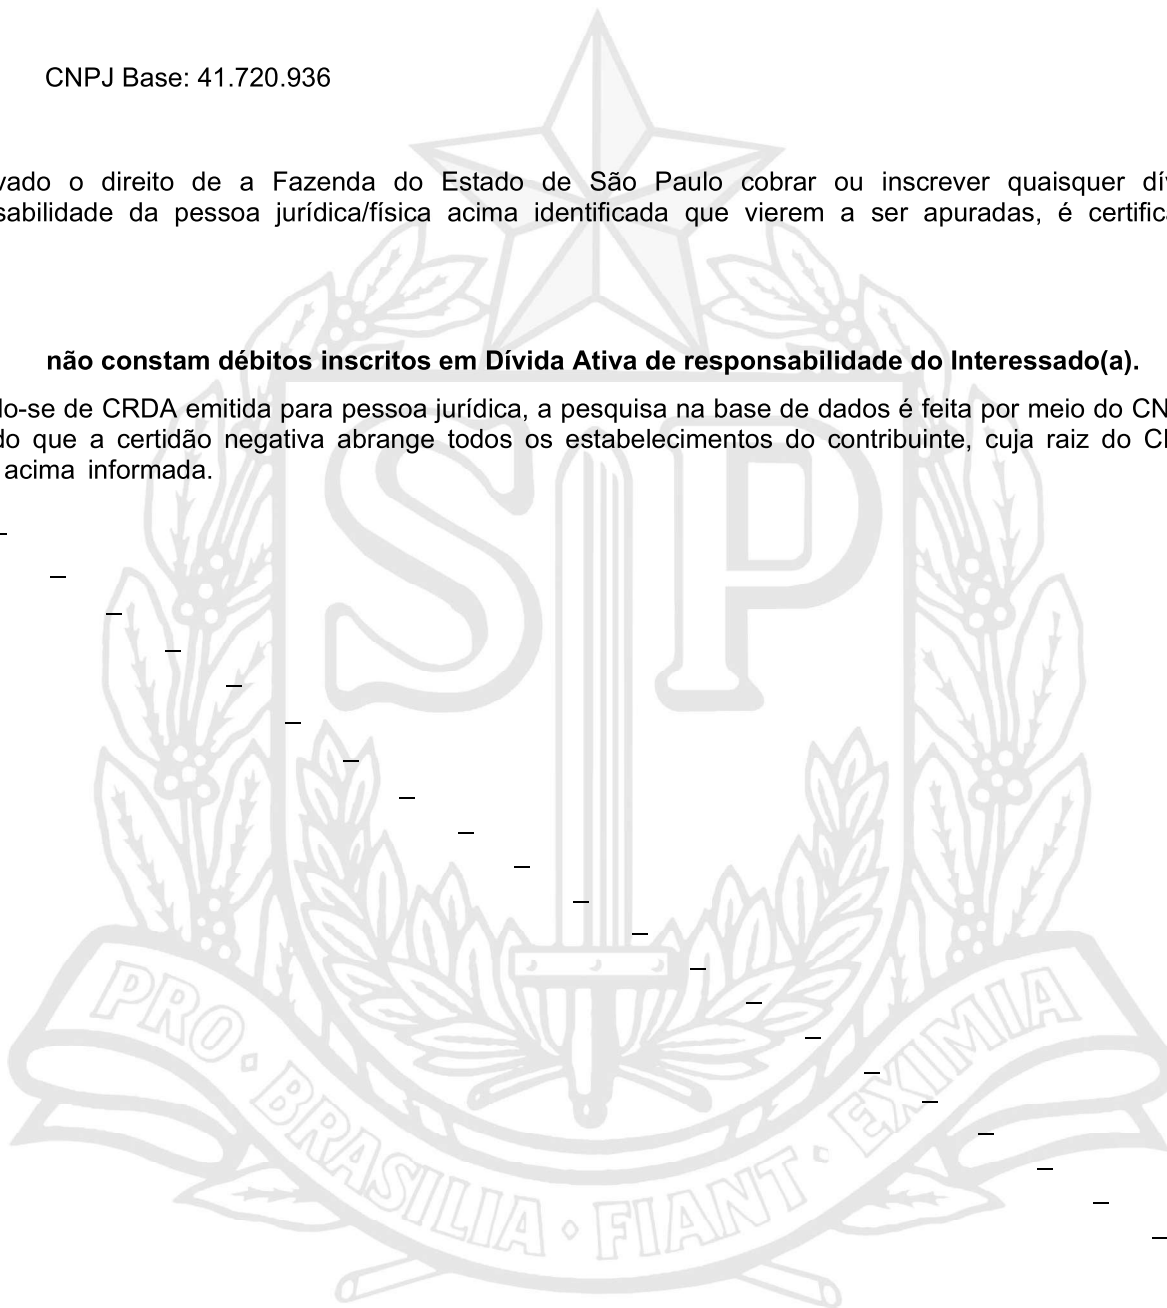 CNPJ Base: 41.720.936
vado o direito de a Fazenda do Estado de São Paulo cobrar ou inscrever quaisquer dív
sabilidade da pessoa jurídica/física acima identificada que vierem a ser apuradas, é certifica
não constam débitos inscritos em Dívida Ativa de responsabilidade do Interessado(a).
do-se de CRDA emitida para pessoa jurídica, a pesquisa na base de dados é feita por meio do CN
do que a certidão negativa abrange todos os estabelecimentos do contribuinte, cuja raiz do C
acima informada.
SP
PRO • BRASILIA • FIANT • EXIMIA